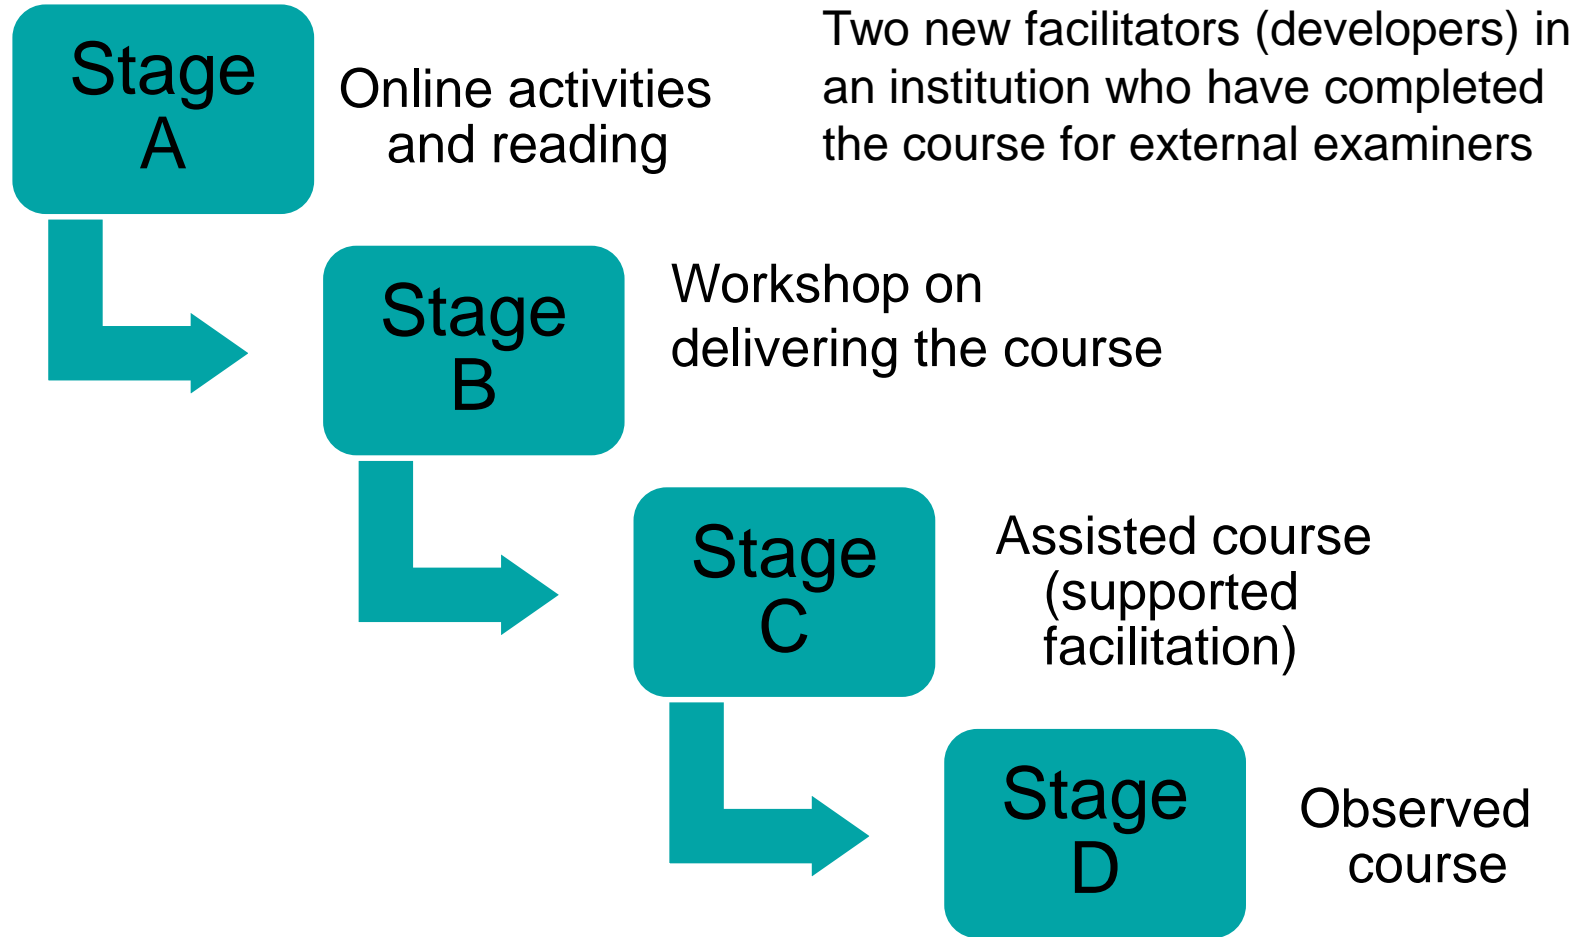 Stage
A
Online activities
and reading
Two new facilitators (developers) in
an institution who have completed
the course for external examiners
Stage
B
Workshop on
delivering the course
Stage
C
Assisted course
(supported
facilitation)
Stage
D
Observed
course